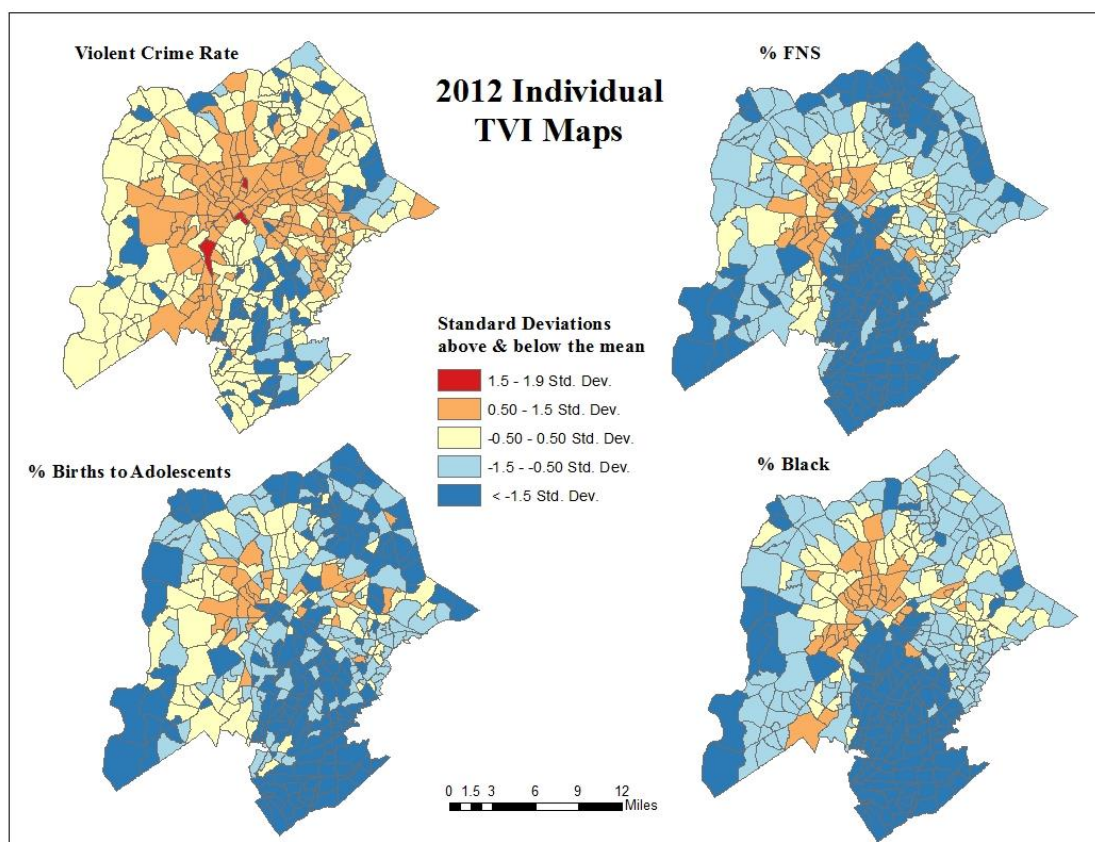 Violent Crime Rate
% FNS
2012 Individual
TVI Maps
Standard Deviations
above & below the mean
1.5 - 1.9 Std. Dev.
0.50 - 1.5 Std. Dev.
-0.50 - 0.50 Std. Dev.
-1.5 - -0.50 Std. Dev.
< -1.5 Std. Dev.
% Births to Adolescents
% Black
0 1.5 3 6 9 12
Miles